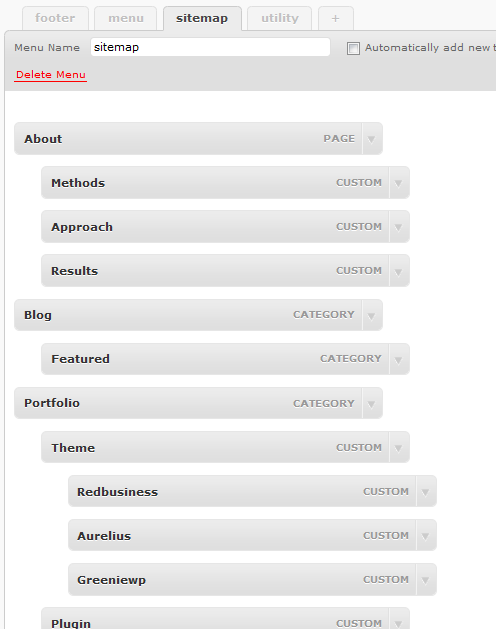 footer menu sitemap utility +
Menu Name sitemap Automatically add new t
Delete Menu
About PAGE
Methods CUSTOM
Approach CUSTOM
Results CUSTOM
Blog CATEGORY
Featured CATEGORY
Portfolio CATEGORY
Theme CUSTOM
Redbusiness CUSTOM
Aurelius CUSTOM
Greeniewp CUSTOM
Plugin CUSTOM